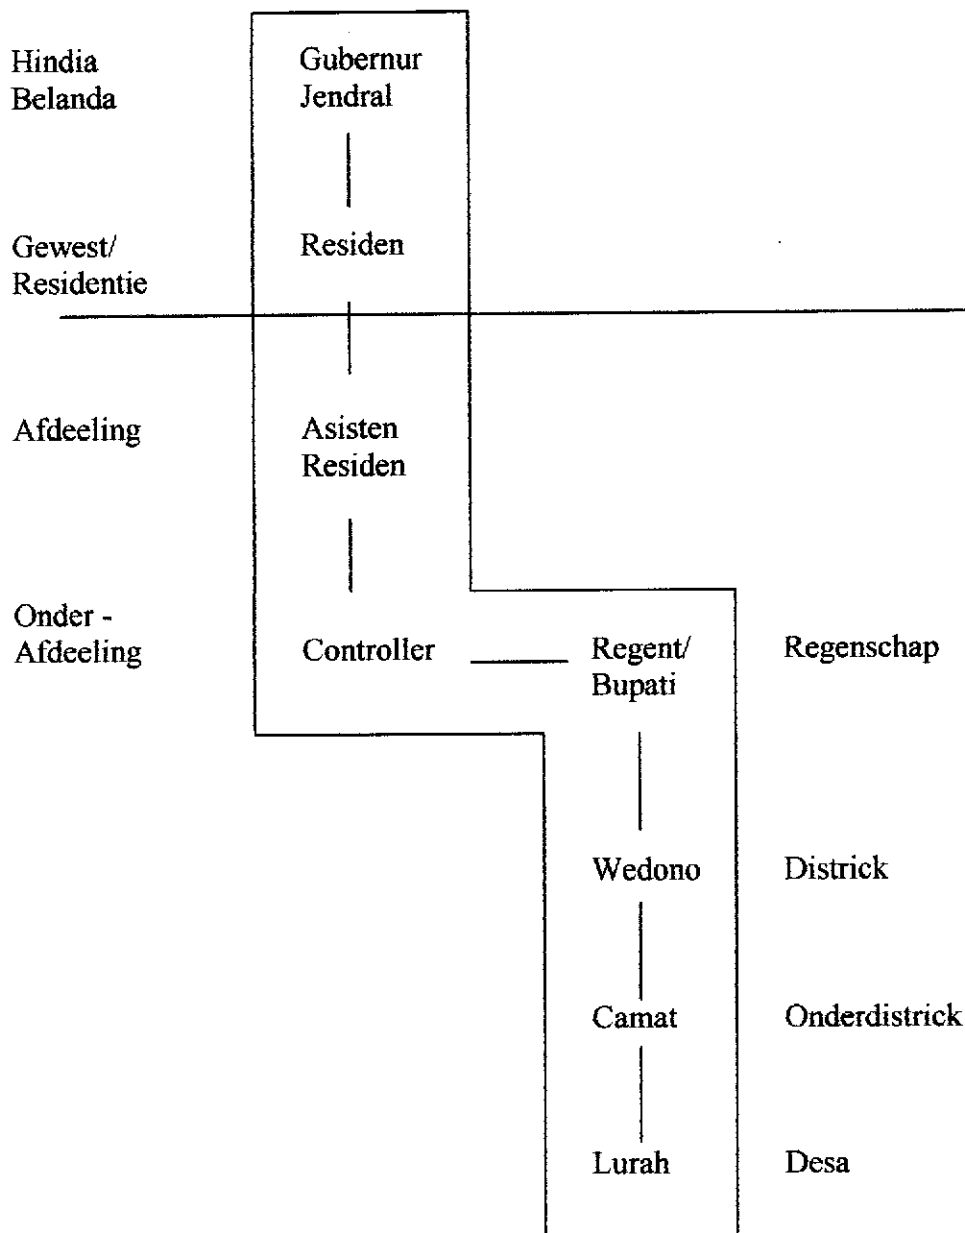 Hindia
Belanda
Gubernur
Jendral
Gewest/
Residentie
Residen
Afdeeling
Asisten
Residen
Onder -
Afdeeling
Controller
Regent/
Bupati
Regenschap
Wedono
Districk
Camat
Onderdistrick
Lurah
Desa